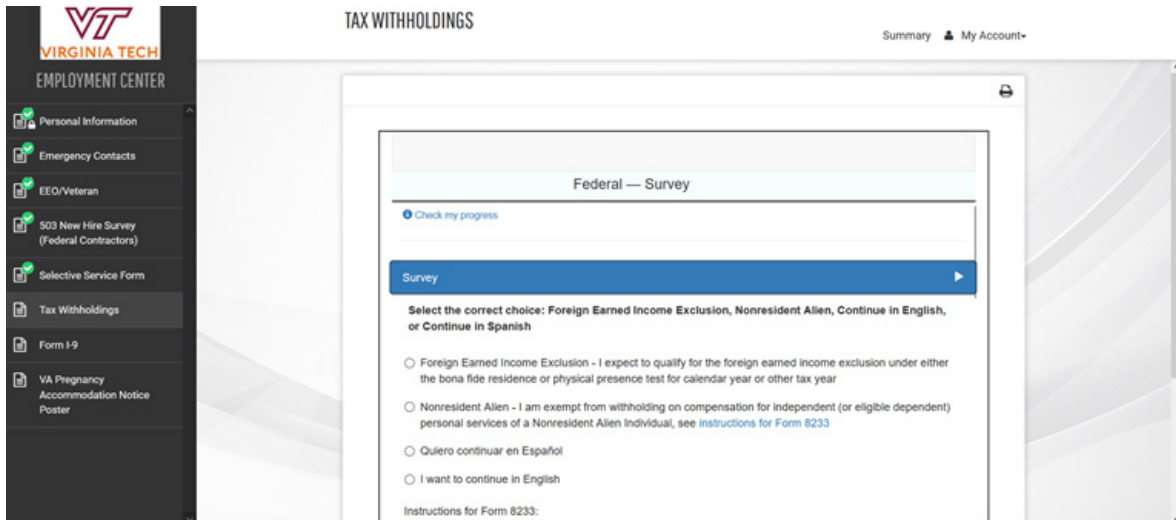 VT
VIRGINIA TECH
EMPLOYMENT CENTER
Personal Information
Emergency Contacts
EEO/Veteran
503 New Hire Survey
(Federal Contractors)
Selective Service Form
Tax Withholdings
Form I-9
VA Pregnancy
Accommodation Notice
Poster
TAX WITHHOLDINGS
Summary My Account
Federal — Survey
Check my progress
Survey
Select the correct choice: Foreign Earned Income Exclusion, Nonresident Alien, Continue in English,
or Continue in Spanish
Foreign Earned Income Exclusion - I expect to qualify for the foreign earned income exclusion under either
the bona fide residence or physical presence test for calendar year or other tax year
Nonresident Alien - I am exempt from withholding on compensation for independent (or eligible dependent)
personal services of a Nonresident Alien Individual, see instructions for Form 8233
Quiero continuar en Español
I want to continue in English
Instructions for Form 8233: